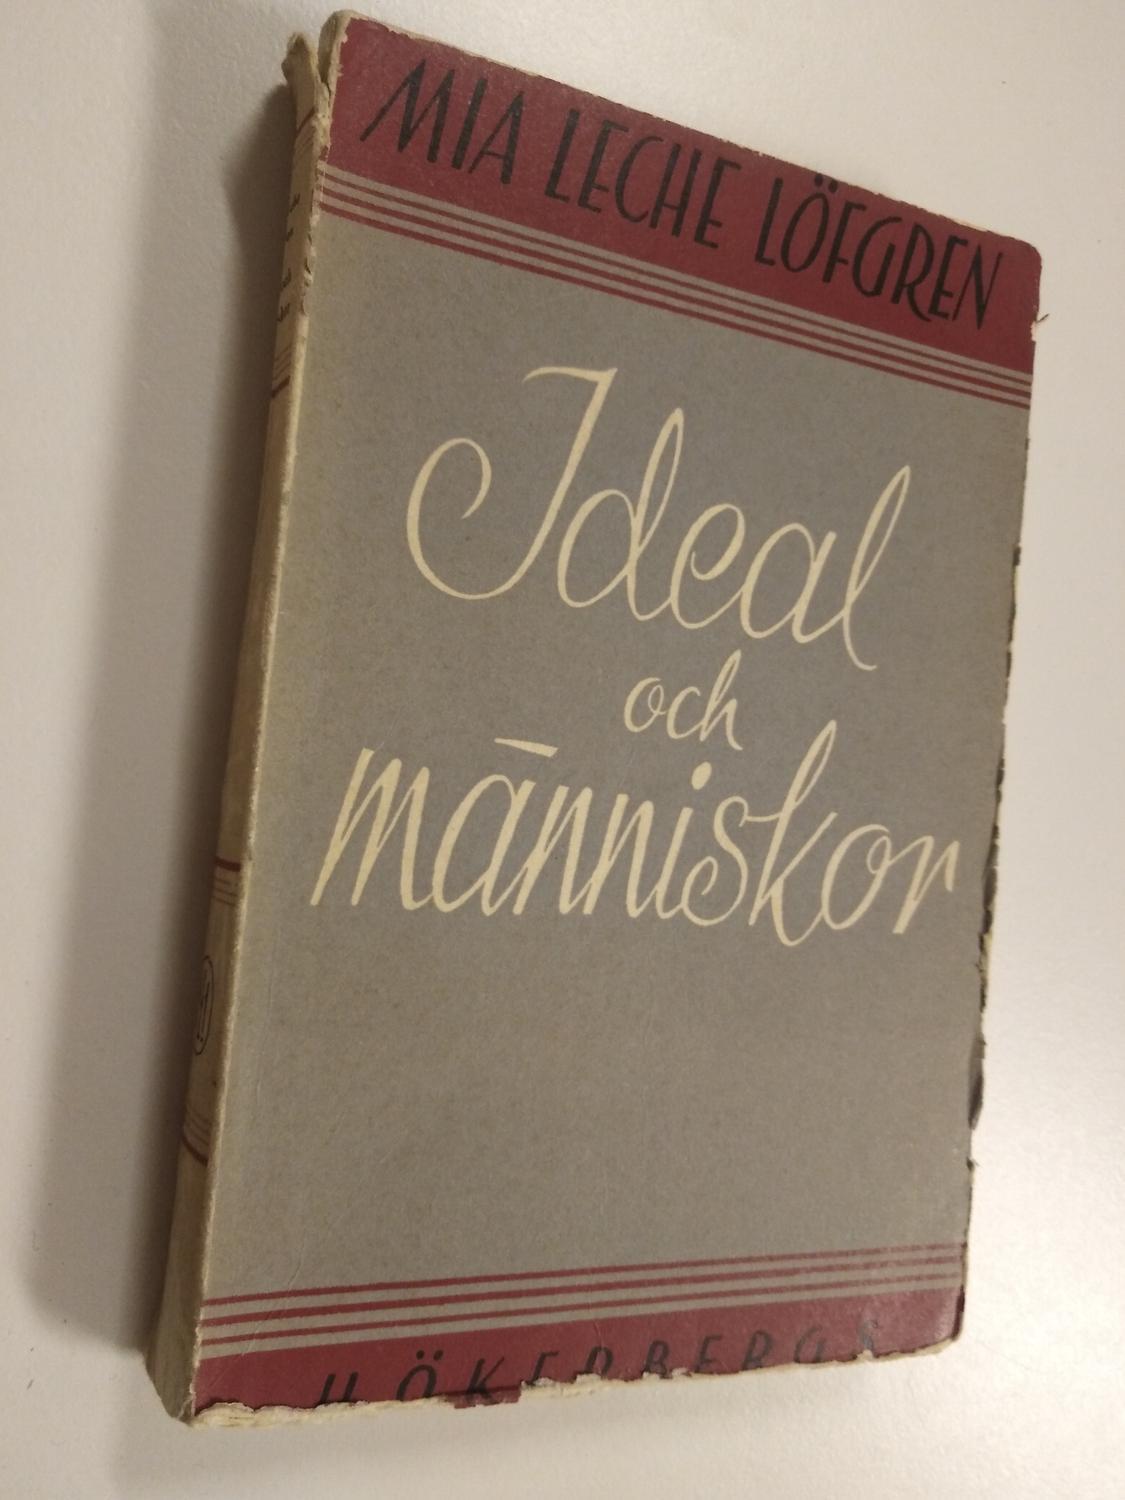 MIA LECHE LÖFGREN
Ideal
och
människor
HÖKERBERGS